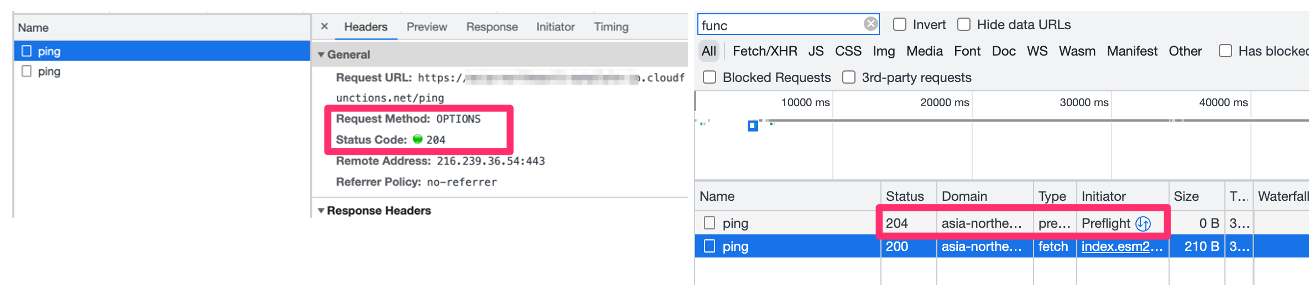 Name
ping
ping
× Headers Preview Response Initiator Timing
▼ General
Request URL: https:// .cloudf
unctions.net/ping
Request Method: OPTIONS
Status Code: 204
Remote Address: 216.239.36.54:443
Referrer Policy: no-referrer
▼ Response Headers
func Invert Hide data URLs
All Fetch/XHR JS CSS Img Media Font Doc WS Wasm Manifest Other Has blocked
Blocked Requests 3rd-party requests
10000 ms 20000 ms 30000 ms 40000 ms
Name Status Domain Type Initiator Size T... Waterfall
ping 204 asia-northe... pre... Preflight 0 B 3...
ping 200 asia-northe... fetch index.esm2... 210 B 3...